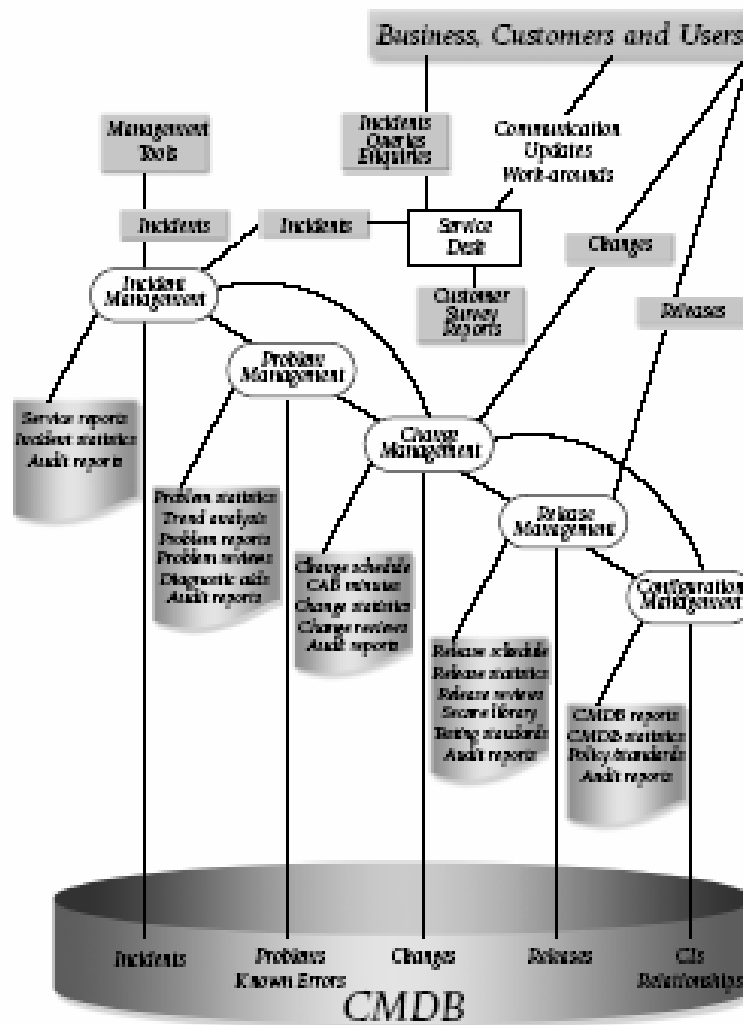 Business, Customers and Users
Management
Tools
Incidents
Queries
Enquiries
Communication
Updates
Work-arounds
Incidents
Incidents
Service
Desk
Changes
Incident
Management
Customer
Survey
Reports
Releases
Problem
Management
Service reports
Incident statistics
Audit reports
Change
Management
Problem statistics
Trend analysis
Problem reports
Problem reviews
Diagnostic aids
Audit reports
Release
Management
Change schedule
CAB minutes
Change statistics
Change reviews
Audit reports
Configuration
Management
Release schedule
Release statistics
Release reviews
Secure library
Testing standards
Audit reports
CMDB reports
CMDB statistics
Policy/standards
Audit reports
Incidents
Problems
Known Errors
Changes
Releases
CIs
Relationships
CMDB